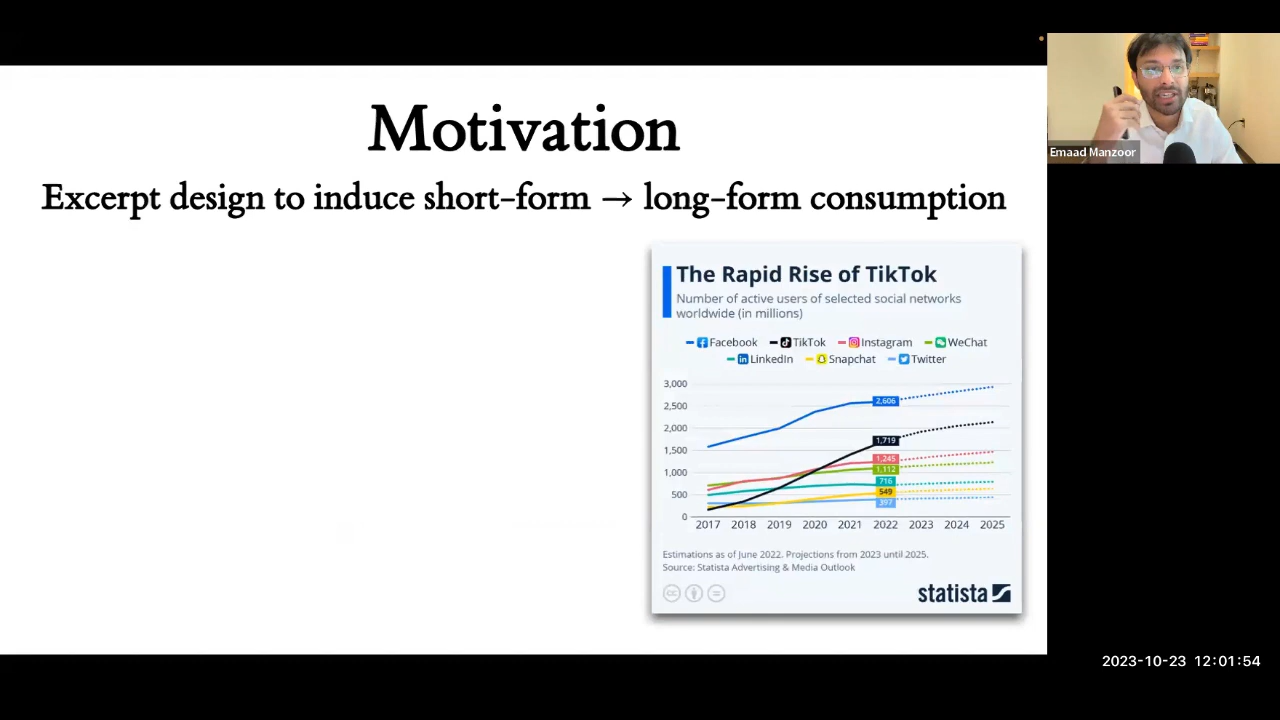 Motivation
Excerpt design to induce short-form → long-form consumption
Emaad Manzoor
The Rapid Rise of TikTok
Number of active users of selected social networks
worldwide (in millions)
Facebook TikTok Instagram WeChat
LinkedIn Snapchat Twitter
3,000
2,500
2,000
1,500
1,000
500
0
2,606
1,719
1,245
1,112
716
549
397
2017 2018 2019 2020 2021 2022 2023 2024 2025
Estimations as of June 2022. Projections from 2023 until 2025.
Source: Statista Advertising & Media Outlook
cc
statista
2023-10-23 12:01:54